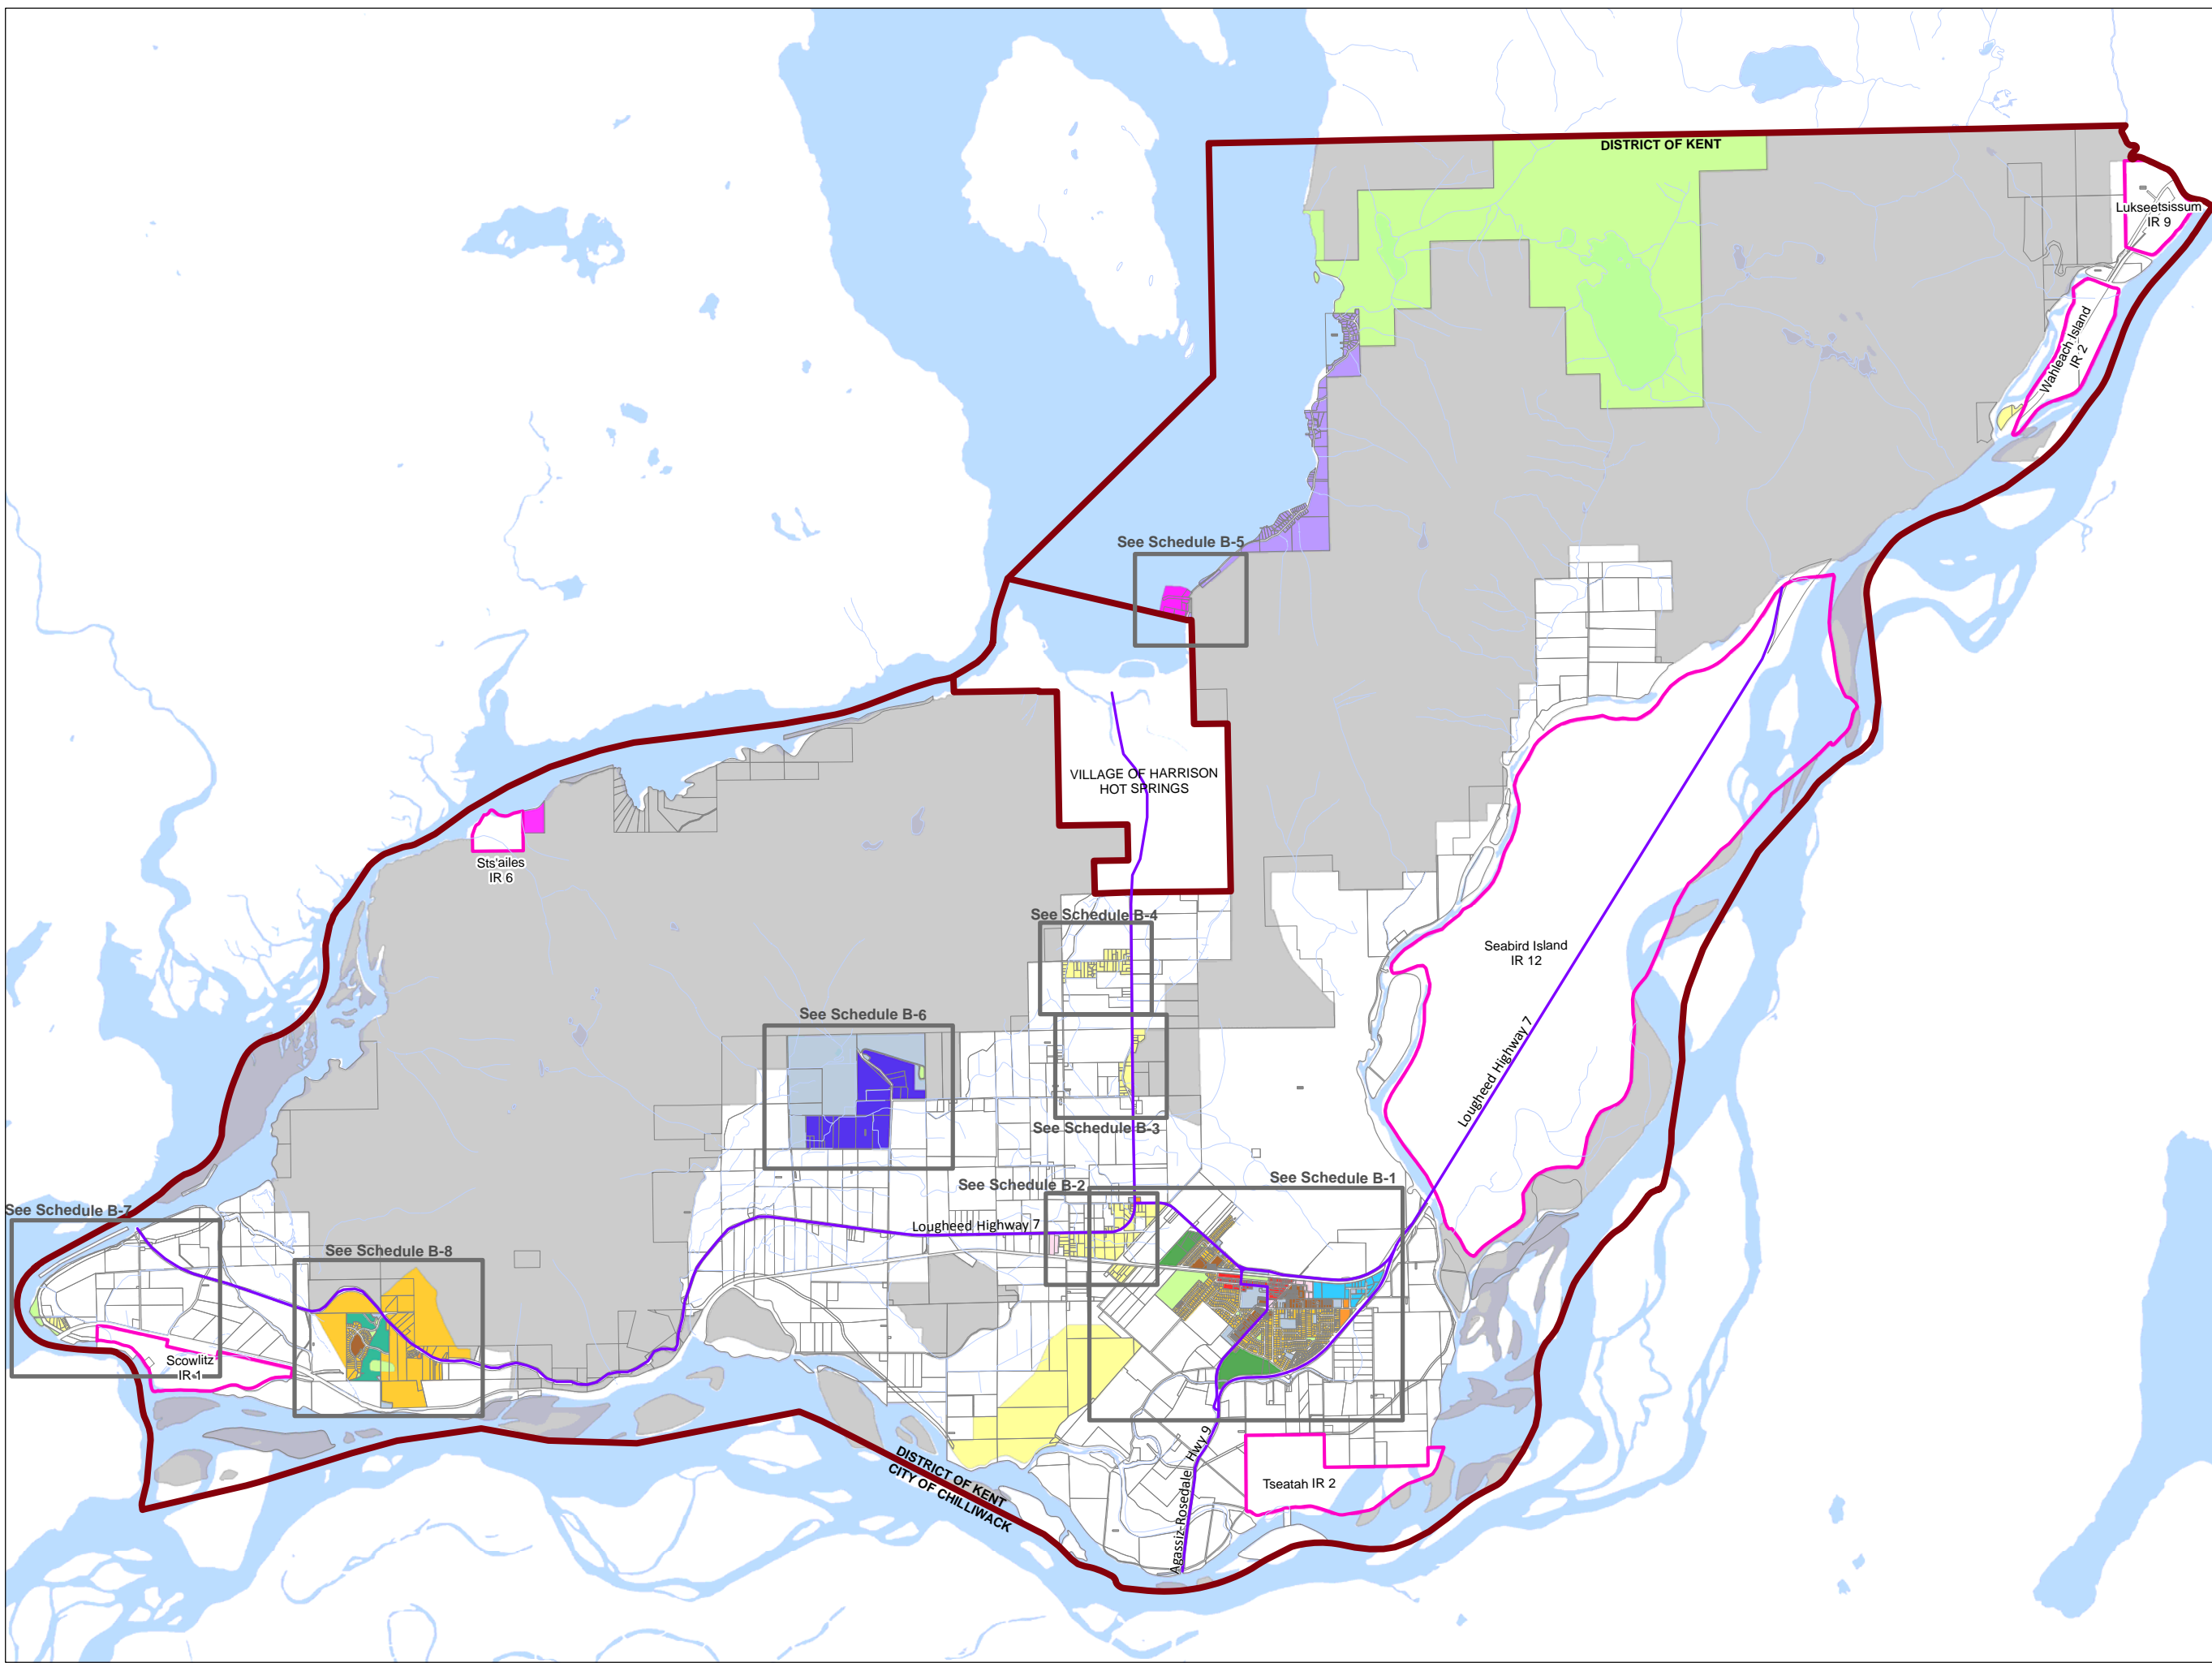 DISTRICT OF KENT
Lukseetsissum
IR 9
Wahleach Island
IR 2
See Schedule B-5
VILLAGE OF HARRISON
HOT SPRINGS
Sts'ailes
IR 6
See Schedule B-4
Seabird Island
IR 12
See Schedule B-6
Lougheed Highway 7
See Schedule B-3
See Schedule B-2
See Schedule B-1
See Schedule B-7
Lougheed Highway 7
See Schedule B-8
Scowlitz
IR 1
DISTRICT OF KENT
CITY OF CHILLIWACK
Agassiz-Rosedale Hwy 9
Tseatah IR 2